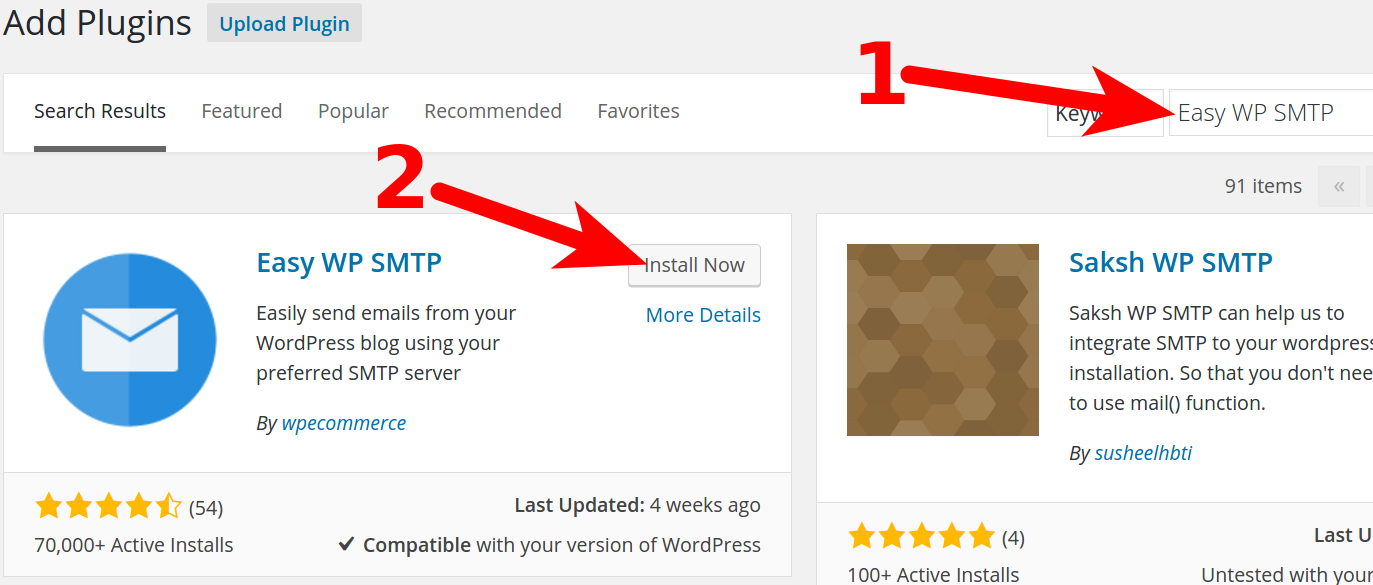 Add Plugins Upload Plugin
1
Search Results Featured Popular Recommended Favorites Easy WP SMTP
2
91 items «
Easy WP SMTP
Install Now
More Details
Easily send emails from your
WordPress blog using your
preferred SMTP server
By wpecommerce
(54)
Last Updated: 4 weeks ago
70,000+ Active Installs
Compatible with your version of WordPress
Saksh WP SMTP
Saksh WP SMTP can help us to
integrate SMTP to your wordpress
installation. So that you don't
to use mail() function.
By susheelhbti
(4)
Last
100+ Active Installs
Untested with your